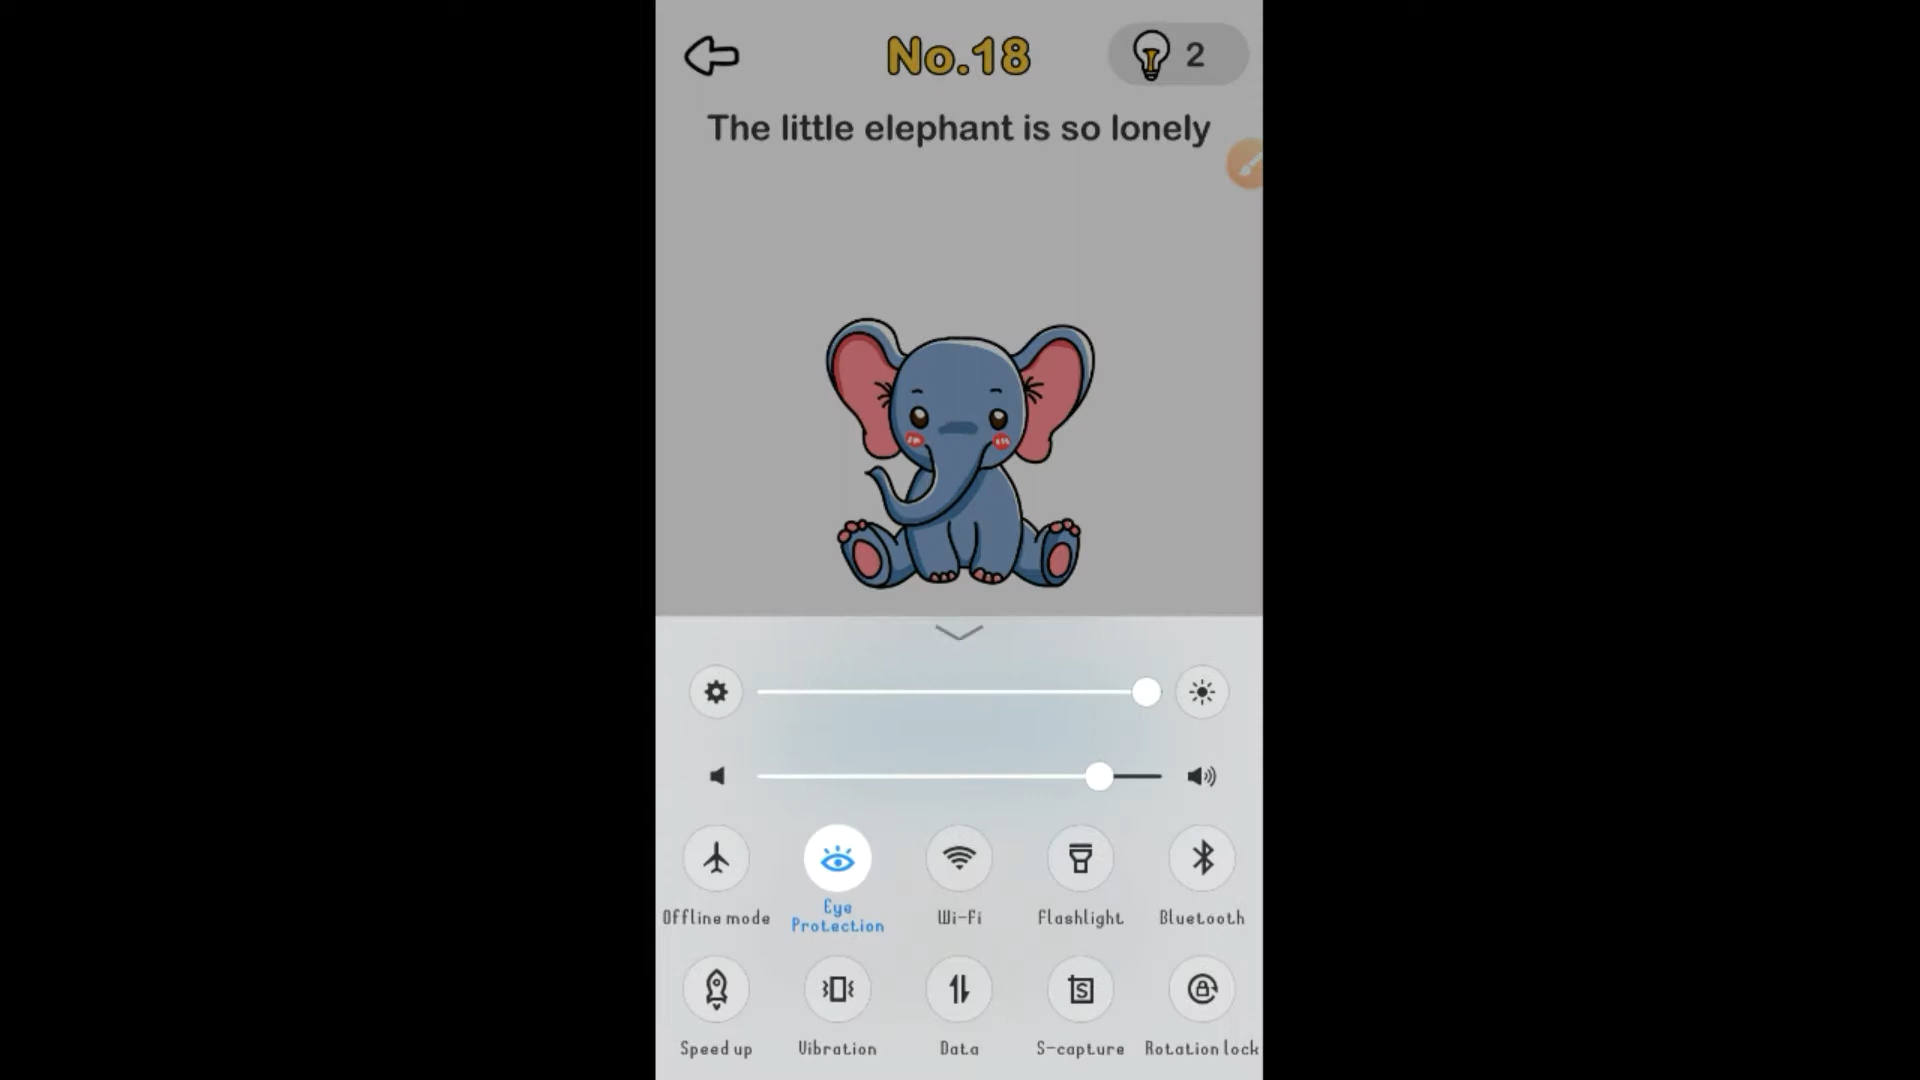 No.18
2
The little elephant is so lonely
Offline mode
Eye
Protection
Wi-Fi
Flashlight
Bluetooth
S
Speed up
Vibration
Data
S-capture
Rotation lock